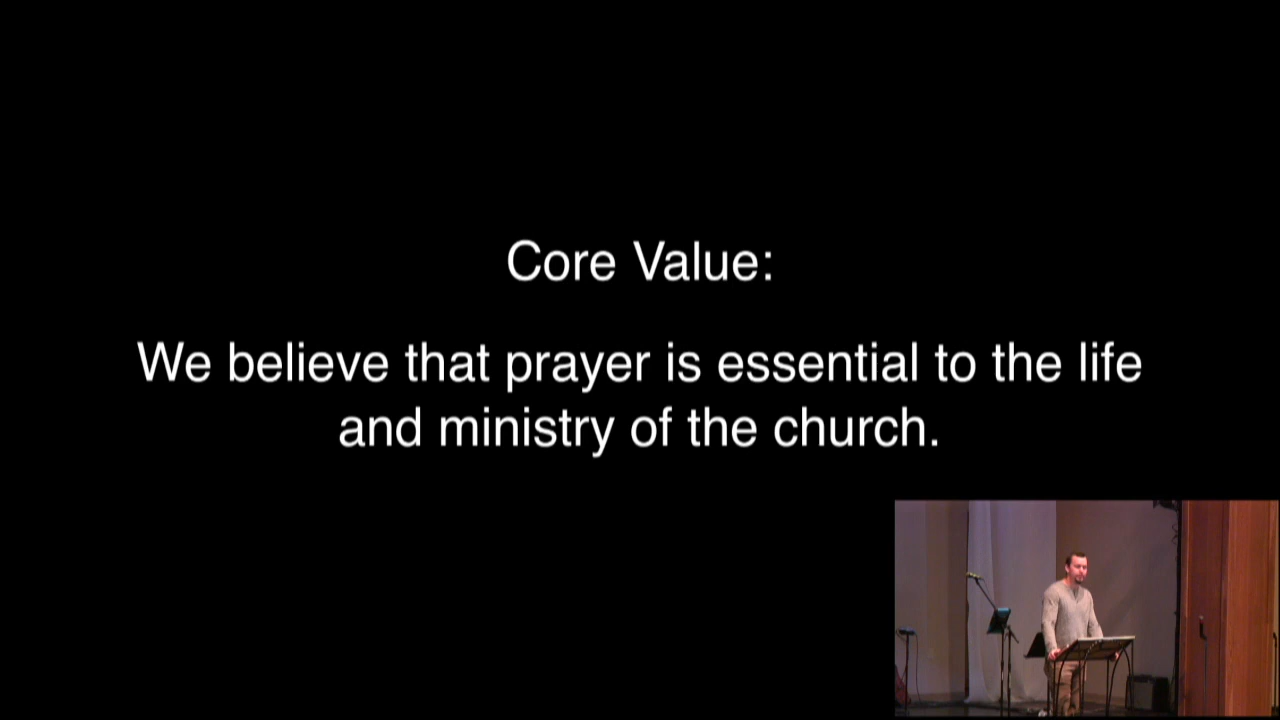 Core Value:
We believe that prayer is essential to the life
and ministry of the church.